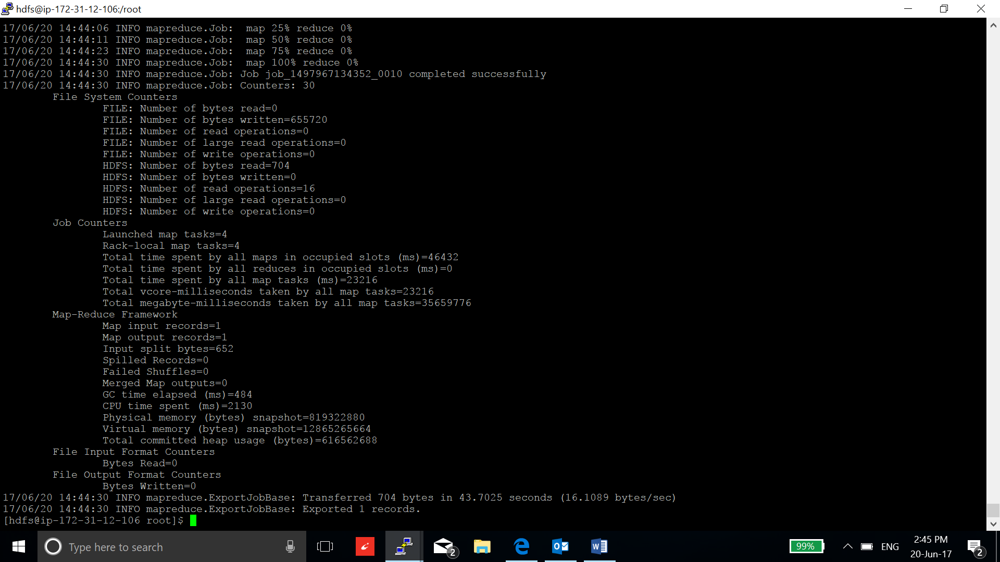 hdfs@ip-172-31-12-106:/root
17/06/20 14:44:06 INFO mapreduce.Job:  map 25% reduce 0%
17/06/20 14:44:11 INFO mapreduce.Job:  map 50% reduce 0%
17/06/20 14:44:23 INFO mapreduce.Job:  map 75% reduce 0%
17/06/20 14:44:30 INFO mapreduce.Job:  map 100% reduce 0%
17/06/20 14:44:30 INFO mapreduce.Job: Job job_1497967134352_0010 completed successfully
17/06/20 14:44:30 INFO mapreduce.Job: Counters: 30
File System Counters
FILE: Number of bytes read=0
FILE: Number of bytes written=655720
FILE: Number of read operations=0
FILE: Number of large read operations=0
FILE: Number of write operations=0
HDFS: Number of bytes read=704
HDFS: Number of bytes written=0
HDFS: Number of read operations=16
HDFS: Number of large read operations=0
HDFS: Number of write operations=0
Job Counters
Launched map tasks=4
Rack-local map tasks=4
Total time spent by all maps in occupied slots (ms)=46432
Total time spent by all reduces in occupied slots (ms)=0
Total time spent by all map tasks (ms)=23216
Total vcore-milliseconds taken by all map tasks=23216
Total megabyte-milliseconds taken by all map tasks=35659776
Map-Reduce Framework
Map input records=1
Map output records=1
Input split bytes=652
Spilled Records=0
Failed Shuffles=0
Merged Map outputs=0
GC time elapsed (ms)=484
CPU time spent (ms)=2130
Physical memory (bytes) snapshot=819322880
Virtual memory (bytes) snapshot=12865265664
Total committed heap usage (bytes)=616562688
File Input Format Counters
Bytes Read=0
File Output Format Counters
Bytes Written=0
17/06/20 14:44:30 INFO mapreduce.ExportJobBase: Transferred 704 bytes in 43.7025 seconds (16.1089 bytes/sec)
17/06/20 14:44:30 INFO mapreduce.ExportJobBase: Exported 1 records.
[hdfs@ip-172-31-12-106 root]$
Type here to search
2
99%
ENG
2:45 PM
20-Jun-17
2